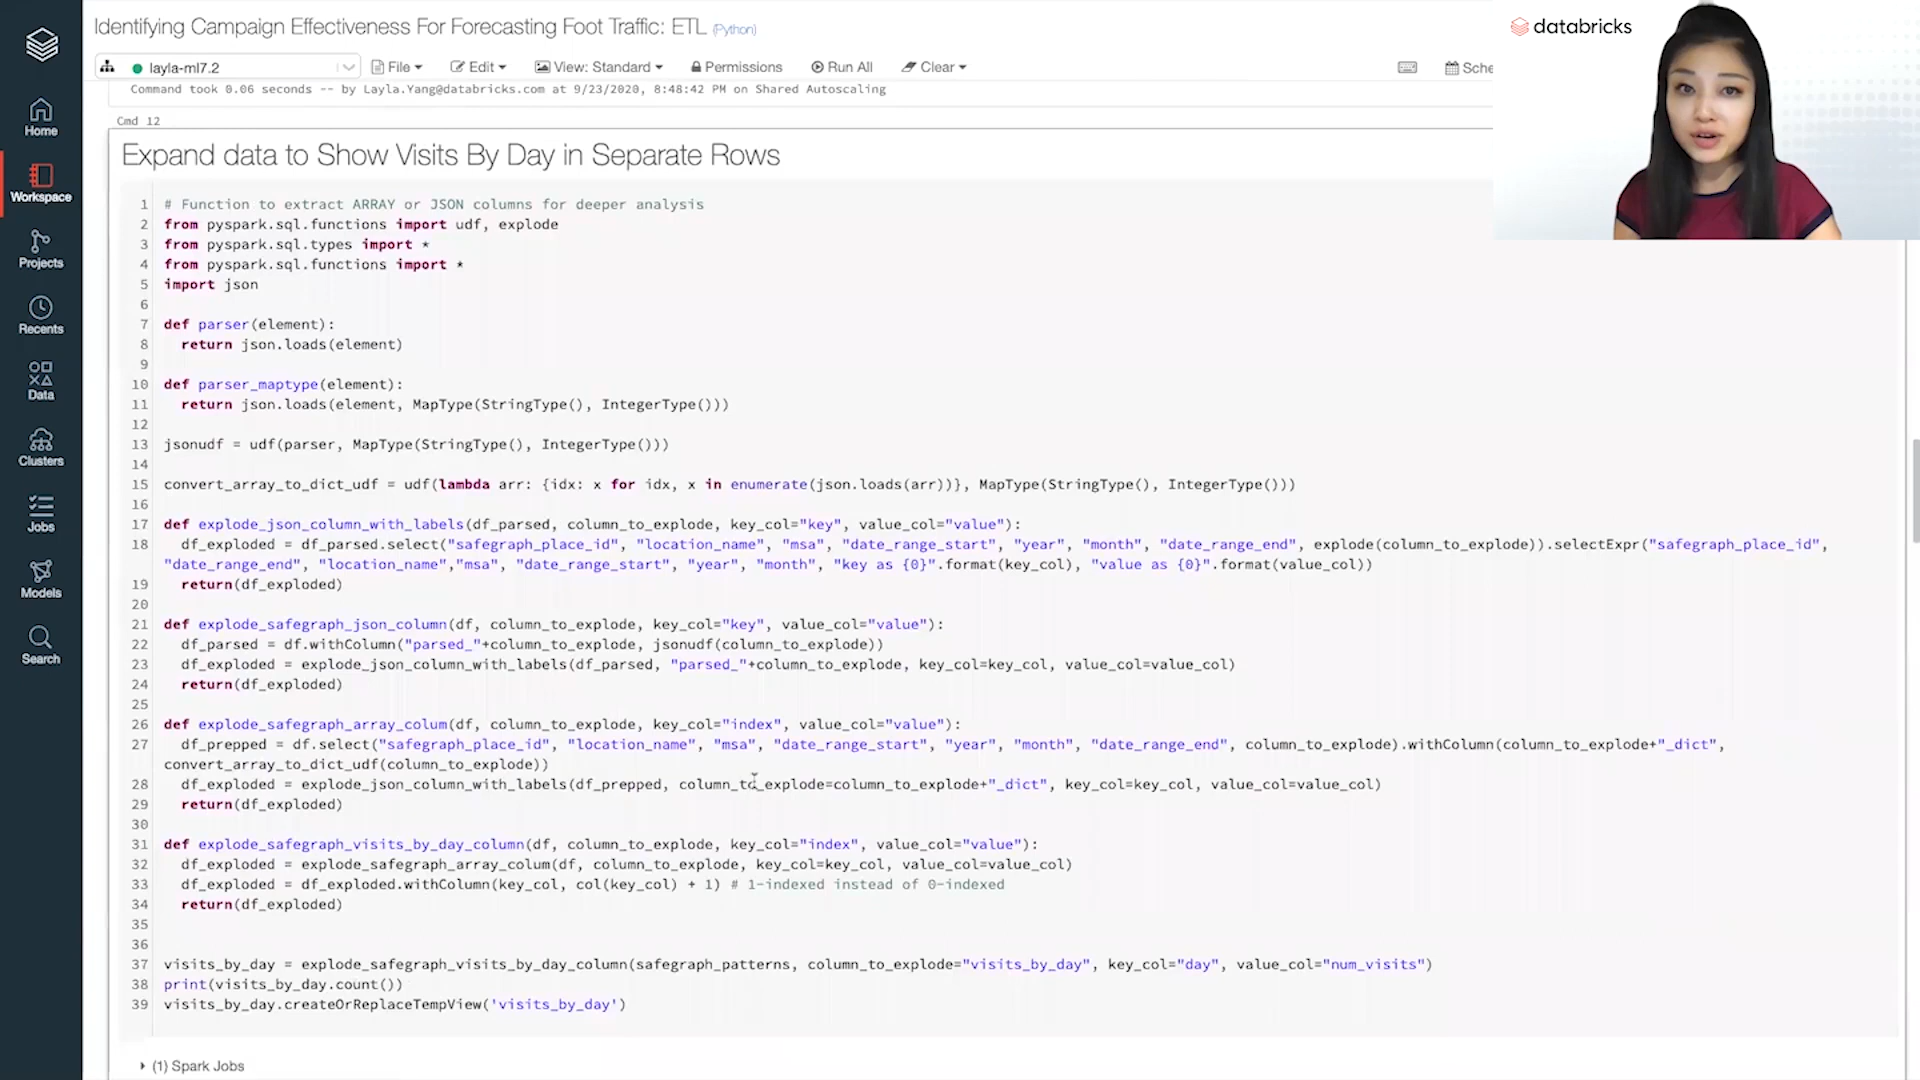 Identifying Campaign Effectiveness For Forecasting Foot Traffic: ETL (Python)
databricks
layla-ml7.2
File
Edit
View: Standard
Permissions
Run All
Clear
Sche
Command took 0.06 seconds -- by Layla.Yang@databricks.com at 9/23/2020, 8:48:42 PM on Shared Autoscaling
Home
Workspace
Projects
Recents
Data
Clusters
Jobs
Models
Search
Cmd 12
Expand data to Show Visits By Day in Separate Rows
1 # Function to extract ARRAY or JSON columns for deeper analysis
2 from pyspark.sql.functions import udf, explode
3 from pyspark.sql.types import *
4 from pyspark.sql.functions import *
5 import json
6
7 def parser(element):
8   return json.loads(element)
9
10 def parser_maptype(element):
11   return json.loads(element, MapType(StringType(), IntegerType()))
12
13 jsonudf = udf(parser, MapType(StringType(), IntegerType()))
14
15 convert_array_to_dict_udf = udf(lambda arr: {idx: x for idx, x in enumerate(json.loads(arr))}, MapType(StringType(), IntegerType()))
16
17 def explode_json_column_with_labels(df_parsed, column_to_explode, key_col="key", value_col="value"):
18   df_exploded = df_parsed.select("safegraph_place_id", "location_name", "msa", "date_range_start", "year", "month", "date_range_end", explode(column_to_explode)).selectExpr("safegraph_place_id",
"date_range_end", "location_name","msa", "date_range_start", "year", "month", "key as {0}".format(key_col), "value as {0}".format(value_col))
19   return(df_exploded)
20
21 def explode_safegraph_json_column(df, column_to_explode, key_col="key", value_col="value"):
22   df_parsed = df.withColumn("parsed_"+column_to_explode, jsonudf(column_to_explode))
23   df_exploded = explode_json_column_with_labels(df_parsed, "parsed_"+column_to_explode, key_col=key_col, value_col=value_col)
24   return(df_exploded)
25
26 def explode_safegraph_array_colum(df, column_to_explode, key_col="index", value_col="value"):
27   df_prepped = df.select("safegraph_place_id", "location_name", "msa", "date_range_start", "year", "month", "date_range_end", column_to_explode).withColumn(column_to_explode+"_dict",
convert_array_to_dict_udf(column_to_explode))
28   df_exploded = explode_json_column_with_labels(df_prepped, column_to_explode=column_to_explode+"_dict", key_col=key_col, value_col=value_col)
29   return(df_exploded)
30
31 def explode_safegraph_visits_by_day_column(df, column_to_explode, key_col="index", value_col="value"):
32   df_exploded = explode_safegraph_array_colum(df, column_to_explode, key_col=key_col, value_col=value_col)
33   df_exploded = df_exploded.withColumn(key_col, col(key_col) + 1) # 1-indexed instead of 0-indexed
34   return(df_exploded)
35
36
37 visits_by_day = explode_safegraph_visits_by_day_column(safegraph_patterns, column_to_explode="visits_by_day", key_col="day", value_col="num_visits")
38 print(visits_by_day.count())
39 visits_by_day.createOrReplaceTempView('visits_by_day')
(1) Spark Jobs